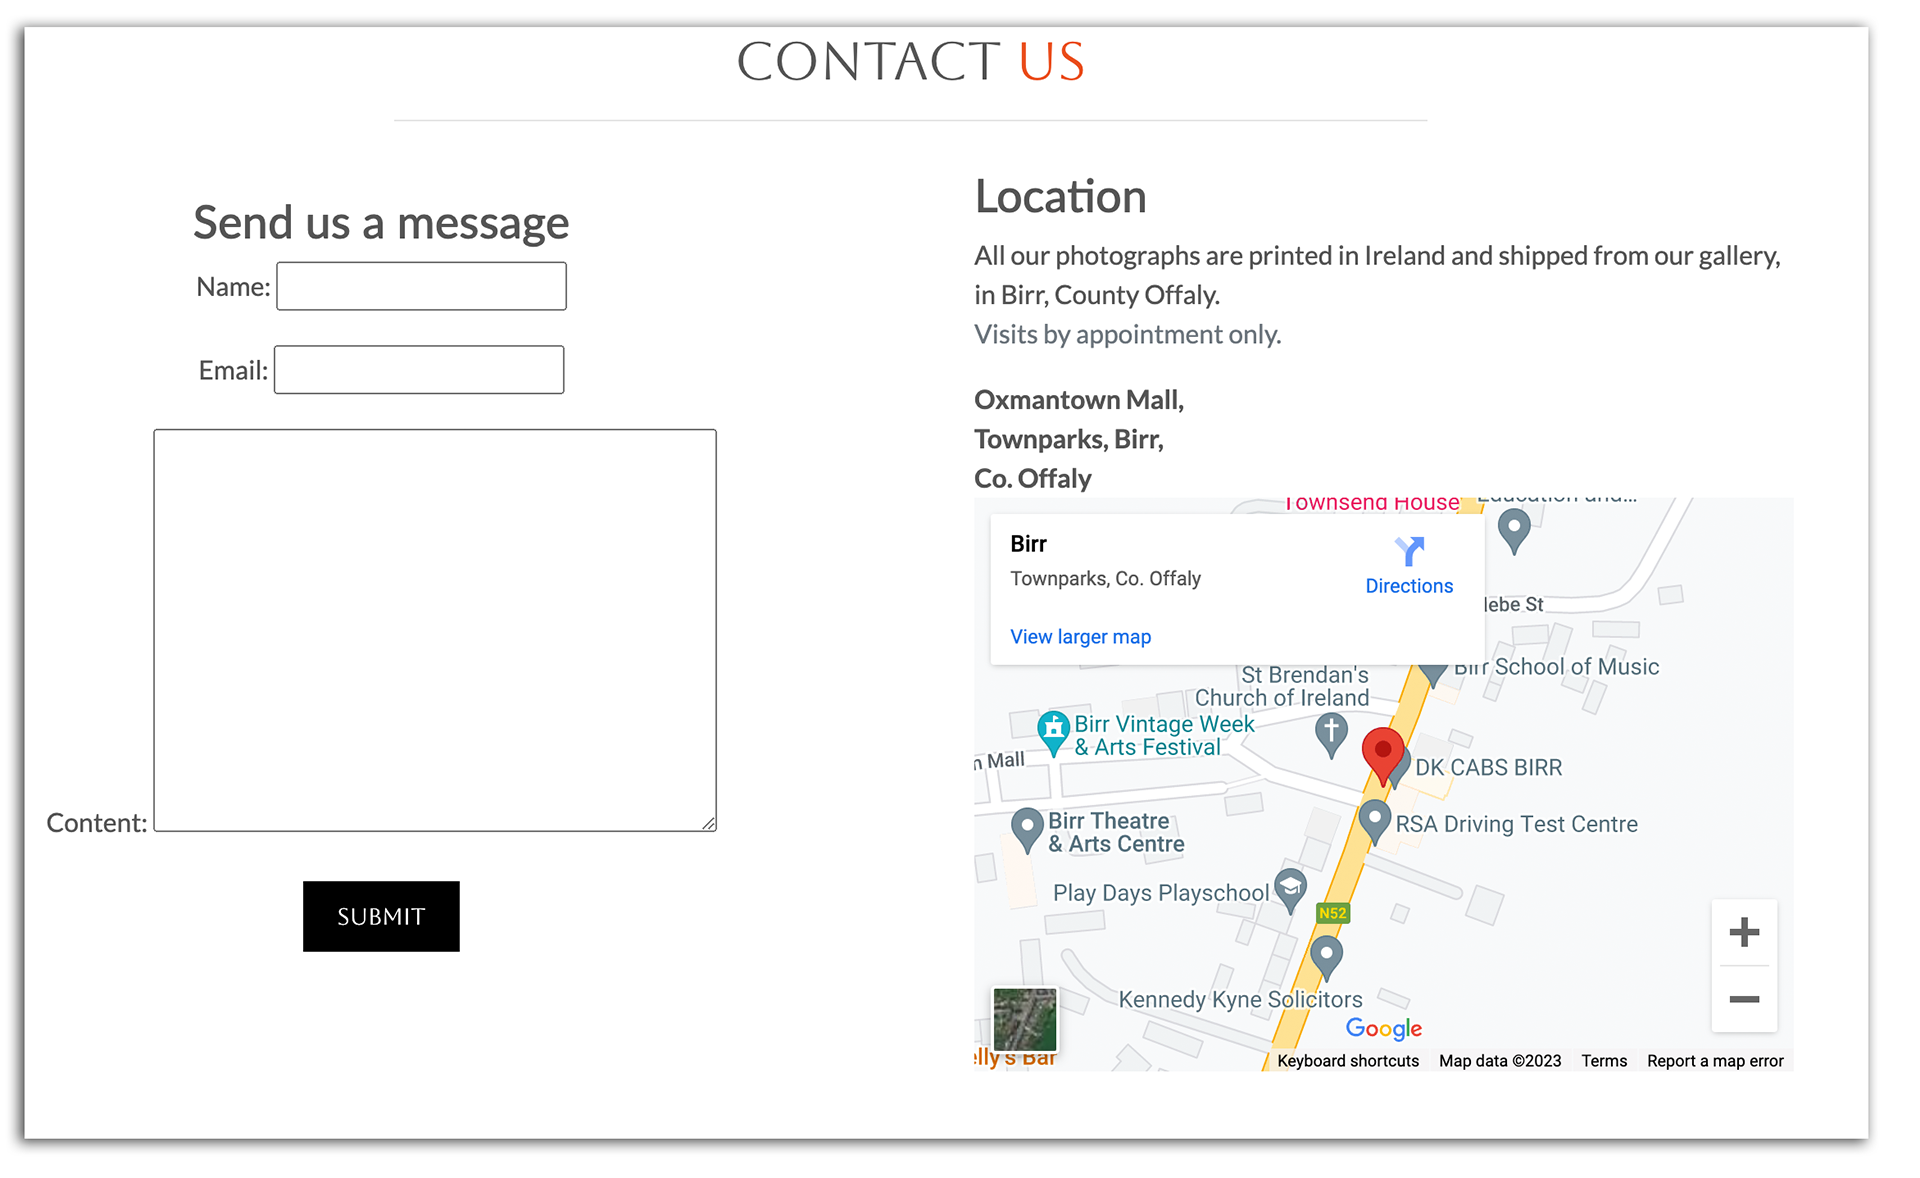 CONTACT US
Send us a message
Name:
Email:
Content:
SUBMIT
Location
All our photographs are printed in Ireland and shipped from our gallery,
in Birr, County Offaly.
Visits by appointment only.
Oxmantown Mall,
Townparks, Birr,
Co. Offaly
Townsend House
Education and...
Birr
Townparks, Co. Offaly
Directions
View larger map
lebe St
Birr School of Music
St Brendan's
Church of Ireland
Birr Vintage Week
& Arts Festival
n Mall
DK CABS BIRR
Birr Theatre
& Arts Centre
RSA Driving Test Centre
Play Days Playschool
N52
Kennedy Kyne Solicitors
Google
elly's Bar
Keyboard shortcuts
Map data ©2023
Terms
Report a map error